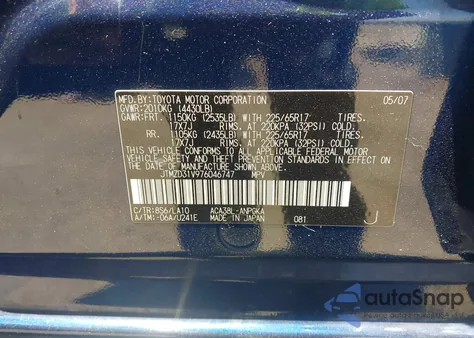 MFD.BY:TOYOTA MOTOR CORPORATION 05/07
GVWR:2010KG (4430LB)
GAWR:FRT. 1150KG (2535LB) WITH 225/65R17 TIRES.
17X7J RIMS. AT 220KPA (32PSI) COLD.
RR. 1105KG (2435LB) WITH 225/65R17 TIRES.
17X7J RIMS. AT 220KPA (32PSI) COLD.
THIS VEHICLE CONFORMS TO ALL APPLICABLE FEDERAL MOTOR
VEHICLE SAFETY, BUMPER, AND THEFT PREVENTION STANDARDS IN
EFFECT ON THE DATE OF MANUFACTURE SHOWN ABOVE.
JTMZD31V976046747 MPV
C/TR:8S6/LA10 ACA38L-ANPGKA
A/TM:-06A/U241E MADE IN JAPAN 081 J
autoSnap